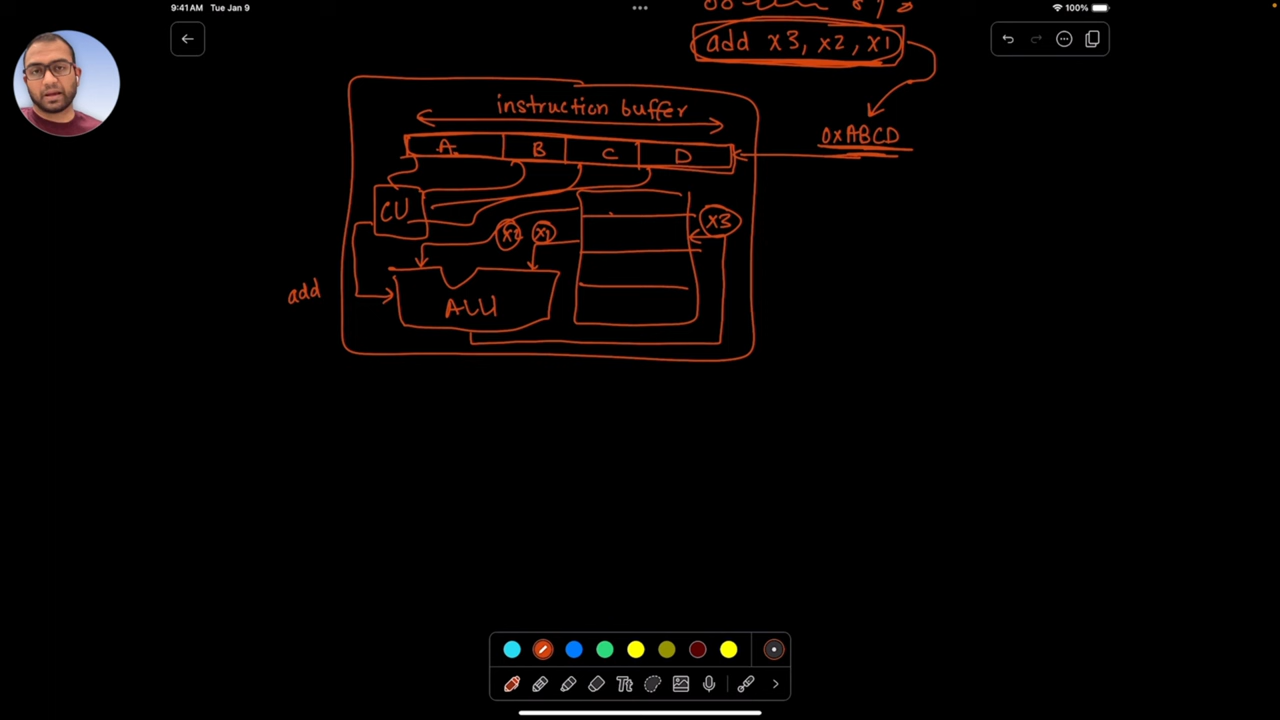 9:41 AM Tue Jan 9
100%
add x3, x2, x1
instruction buffer
0xABCD
A B C D
CU
x2 x1 x3
add
ALU
Tt